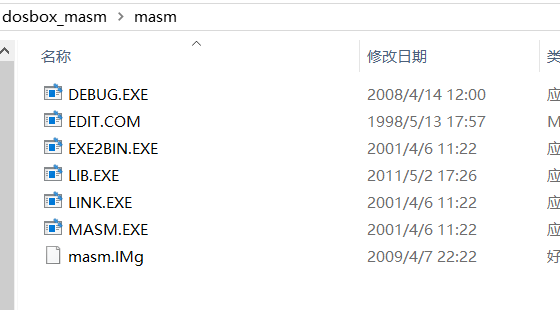 dosbox_masm > masm
名称 修改日期 类
DEBUG.EXE 2008/4/14 12:00 应
EDIT.COM 1998/5/13 17:57 M
EXE2BIN.EXE 2001/4/6 11:22 应
LIB.EXE 2011/5/2 17:26 应
LINK.EXE 2001/4/6 11:22 应
MASM.EXE 2001/4/6 11:22 应
masm.IMg 2009/4/7 22:22 好